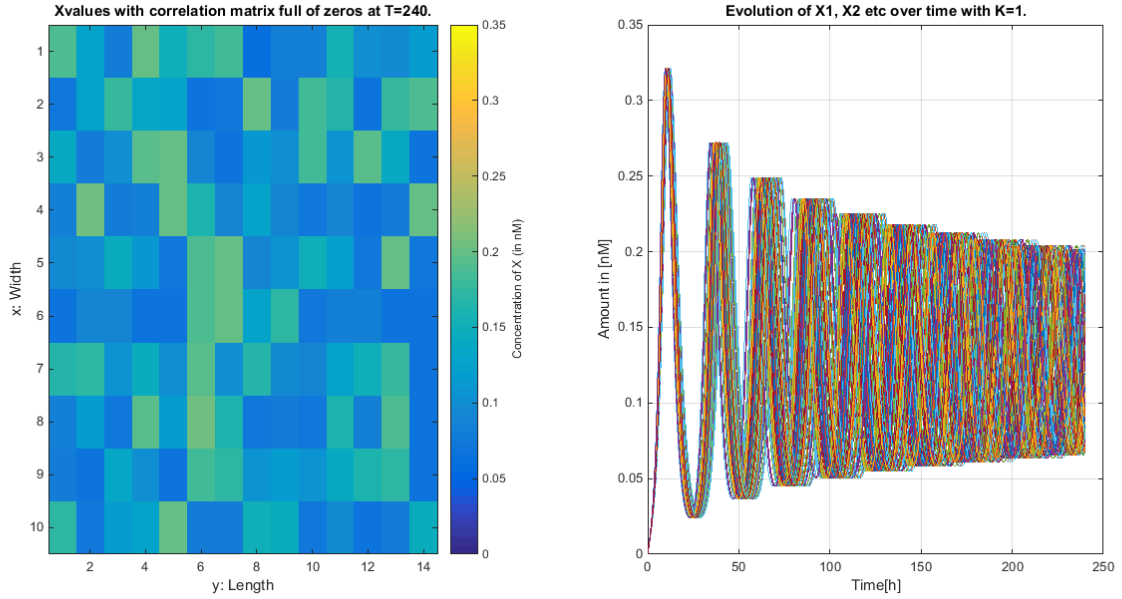 Xvalues with correlation matrix full of zeros at T=240.
1
2
3
4
5
6
7
8
9
10
x: Width
2 4 6 8 10 12 14
y: Length
0.35
0.3
0.25
0.2
0.15
0.1
0.05
0
Concentration of X (in nM)
Evolution of X1, X2 etc over time with K=1.
0.35
0.3
0.25
0.2
0.15
0.1
0.05
0
Amount in [nM]
0 50 100 150 200 250
Time[h]